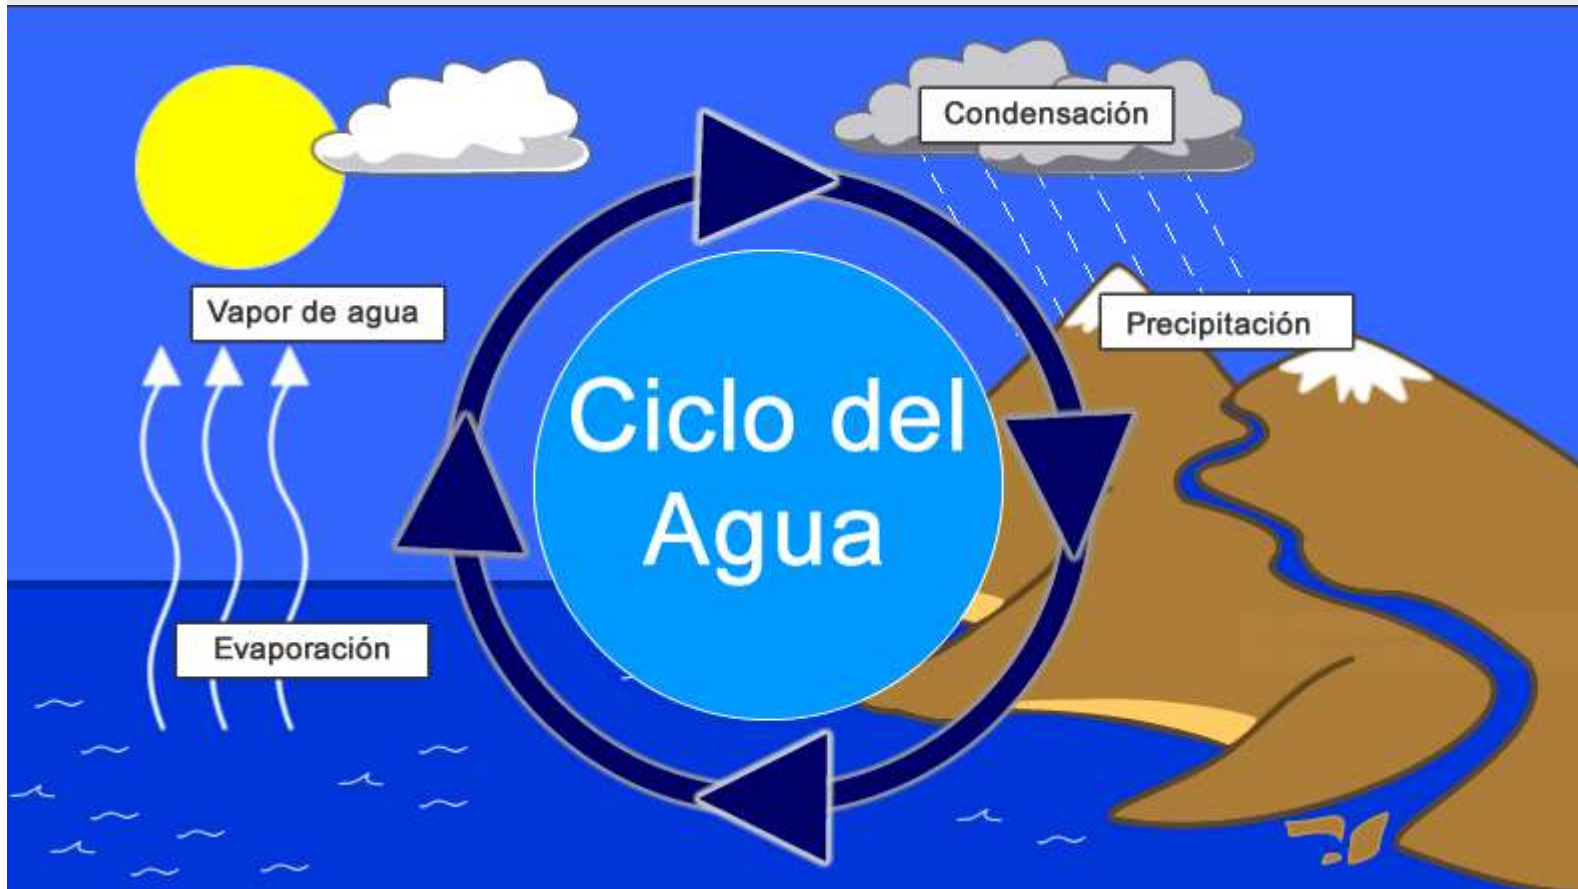 Condensación
Vapor de agua
Precipitación
Ciclo del
Agua
Evaporación